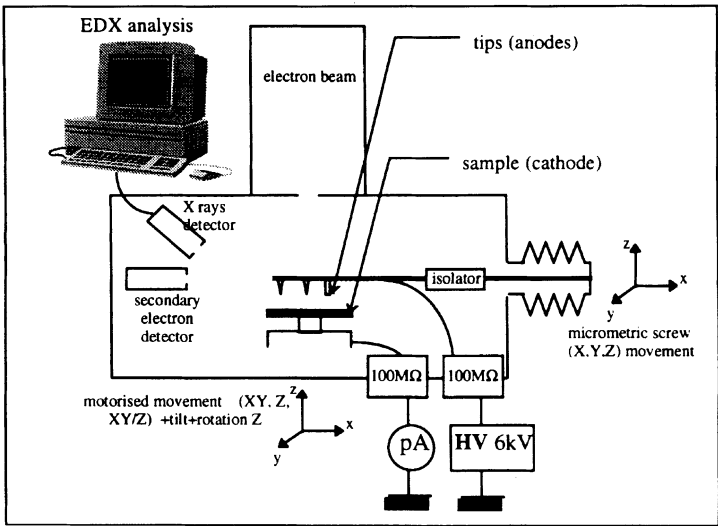 EDX analysis
tips (anodes)
electron beam
sample (cathode)
X rays
detector
secondary
electron
detector
isolator
z
x
y
micrometric screw
(X,Y,Z) movement
100MΩ
100MΩ
motorised movement (XY, Z,
XY/Z) +tilt+rotation Z
z
x
y
pA
HV 6kV